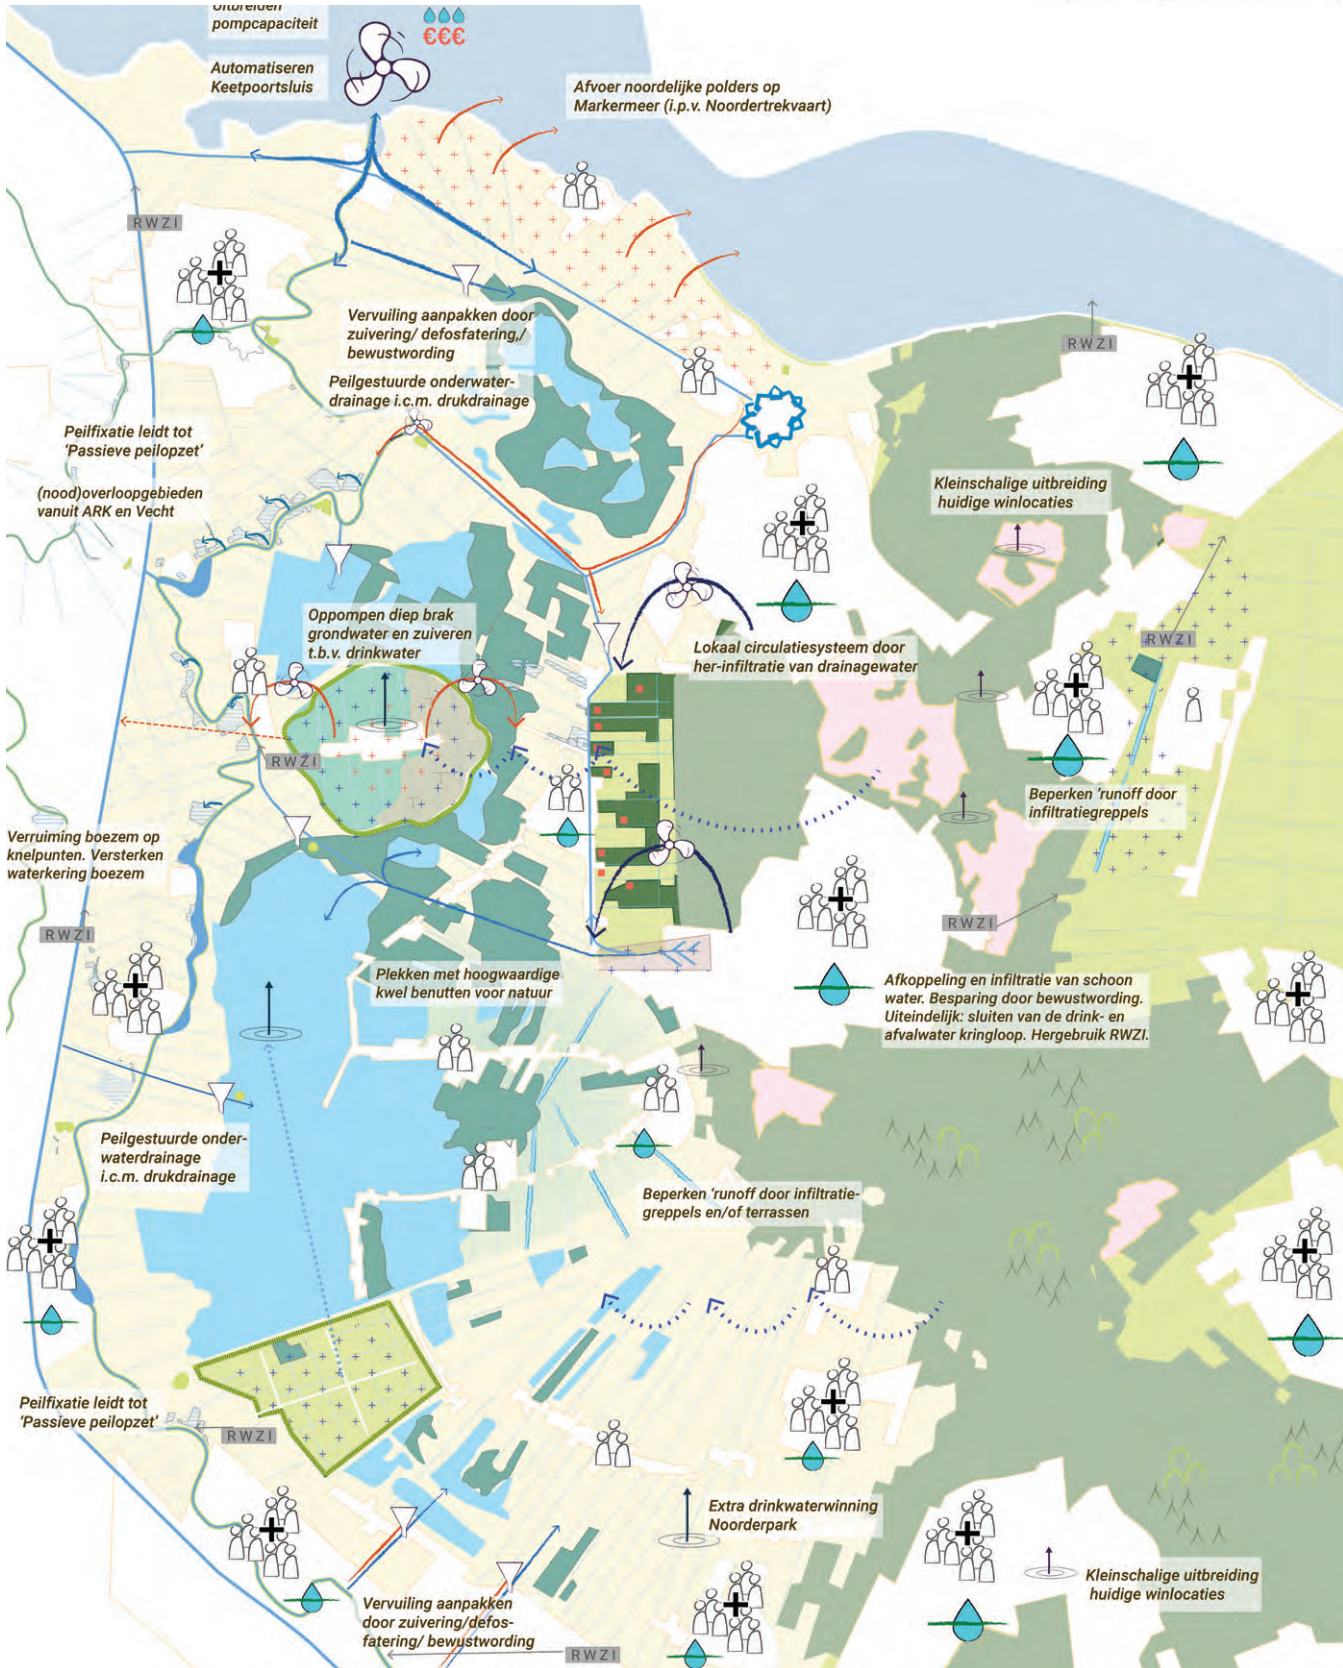 Uitbreiden
pompcapaciteit
€€€
Automatiseren
Keetpoortsluis
Afvoer noordelijke polders op
Markermeer (i.p.v. Noordertrekvaart)
RWZI
Vervuiling aanpakken door
zuivering/ defosfatering,/
bewustwording
RWZI
Peilgestuurde onderwater-
drainage i.c.m. drukdrainage
Peilfixatie leidt tot
'Passieve peilopzet'
(nood)overloopgebieden
vanuit ARK en Vecht
Kleinschalige uitbreiding
huidige winlocaties
Oppompen diep brak
grondwater en zuiveren
t.b.v. drinkwater
Lokaal circulatiesysteem door
her-infiltratie van drainagewater
RWZI
RWZI
Beperken 'runoff door
infiltratiegreppels
Verruiming boezem op
knelpunten. Versterken
waterkering boezem
RWZI
RWZI
Plekken met hoogwaardige
kwel benutten voor natuur
Afkoppeling en infiltratie van schoon
water. Besparing door bewustwording.
Uiteindelijk: sluiten van de drink- en
afvalwater kringloop. Hergebruik RWZI.
Peilgestuurde onder-
waterdrainage
i.c.m. drukdrainage
Beperken 'runoff door infiltratie-
greppels en/of terrassen
Peilfixatie leidt tot
'Passieve peilopzet'
RWZI
Extra drinkwaterwinning
Noorderpark
Kleinschalige uitbreiding
huidige winlocaties
Vervuiling aanpakken
door zuivering/defos-
fatering/ bewustwording
RWZI